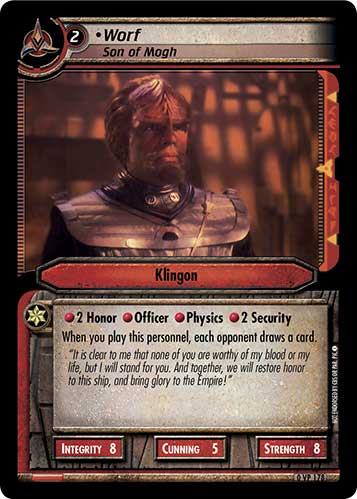 2
•Worf
Son of Mogh
Klingon
2 Honor Officer Physics 2 Security
When you play this personnel, each opponent draws a card.
"It is clear to me that none of you are worthy of my blood or my
life, but I will stand for you. And together, we will restore honor
to this ship, and bring glory to the Empire!"
INTEGRITY 8 CUNNING 5 STRENGTH 8
0 VP 178